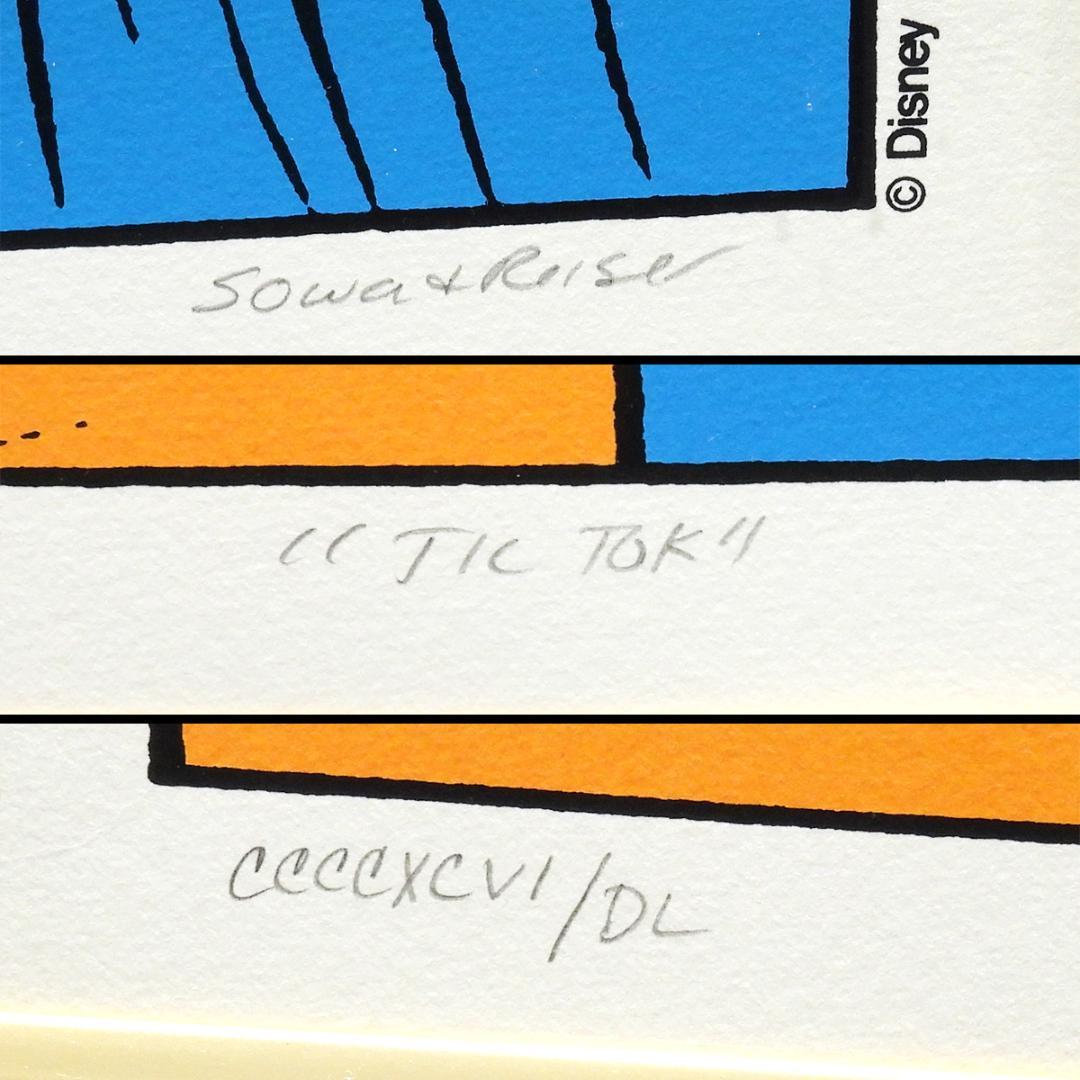 © Disney
Sowa & Reiser
“TIC TOK”
CCCCXCVI/DL